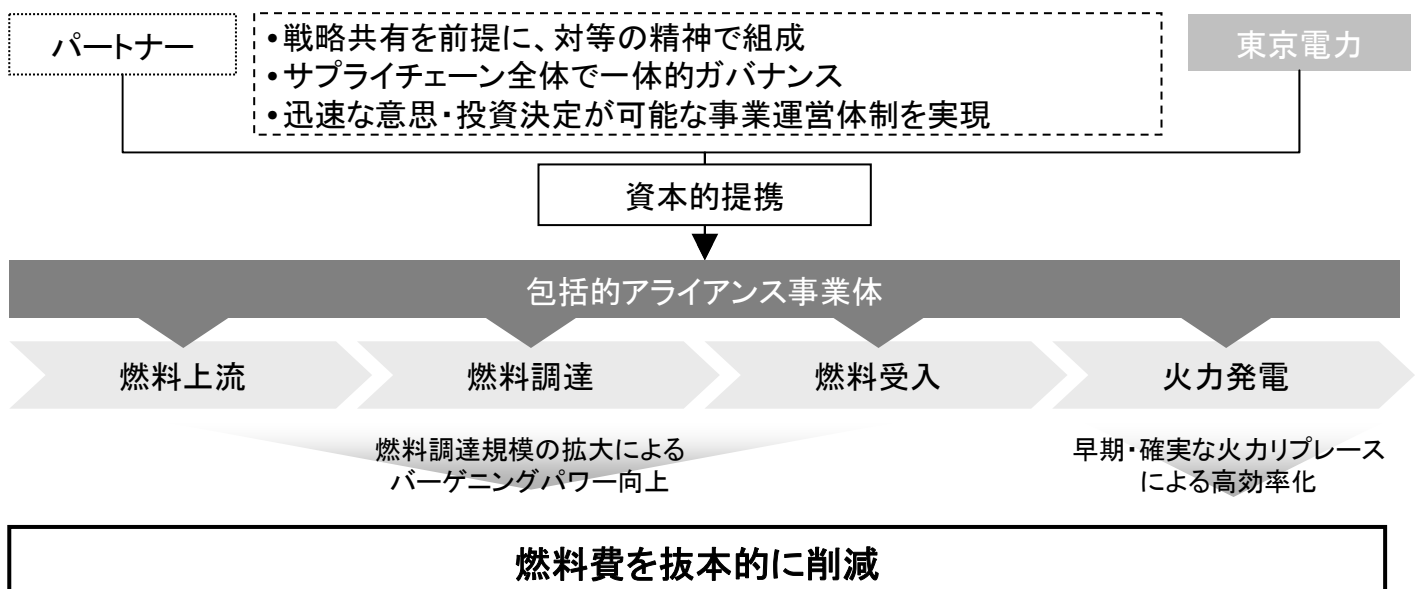 パートナー
•戦略共有を前提に、対等の精神で組成
•サプライチェーン全体で一体的ガバナンス
•迅速な意思・投資決定が可能な事業運営体制を実現
東京電力
資本的提携
包括的アライアンス事業体
燃料上流
燃料調達
燃料受入
火力発電
燃料調達規模の拡大による
バーゲニングパワー向上
早期・確実な火力リプレース
による高効率化
燃料費を抜本的に削減